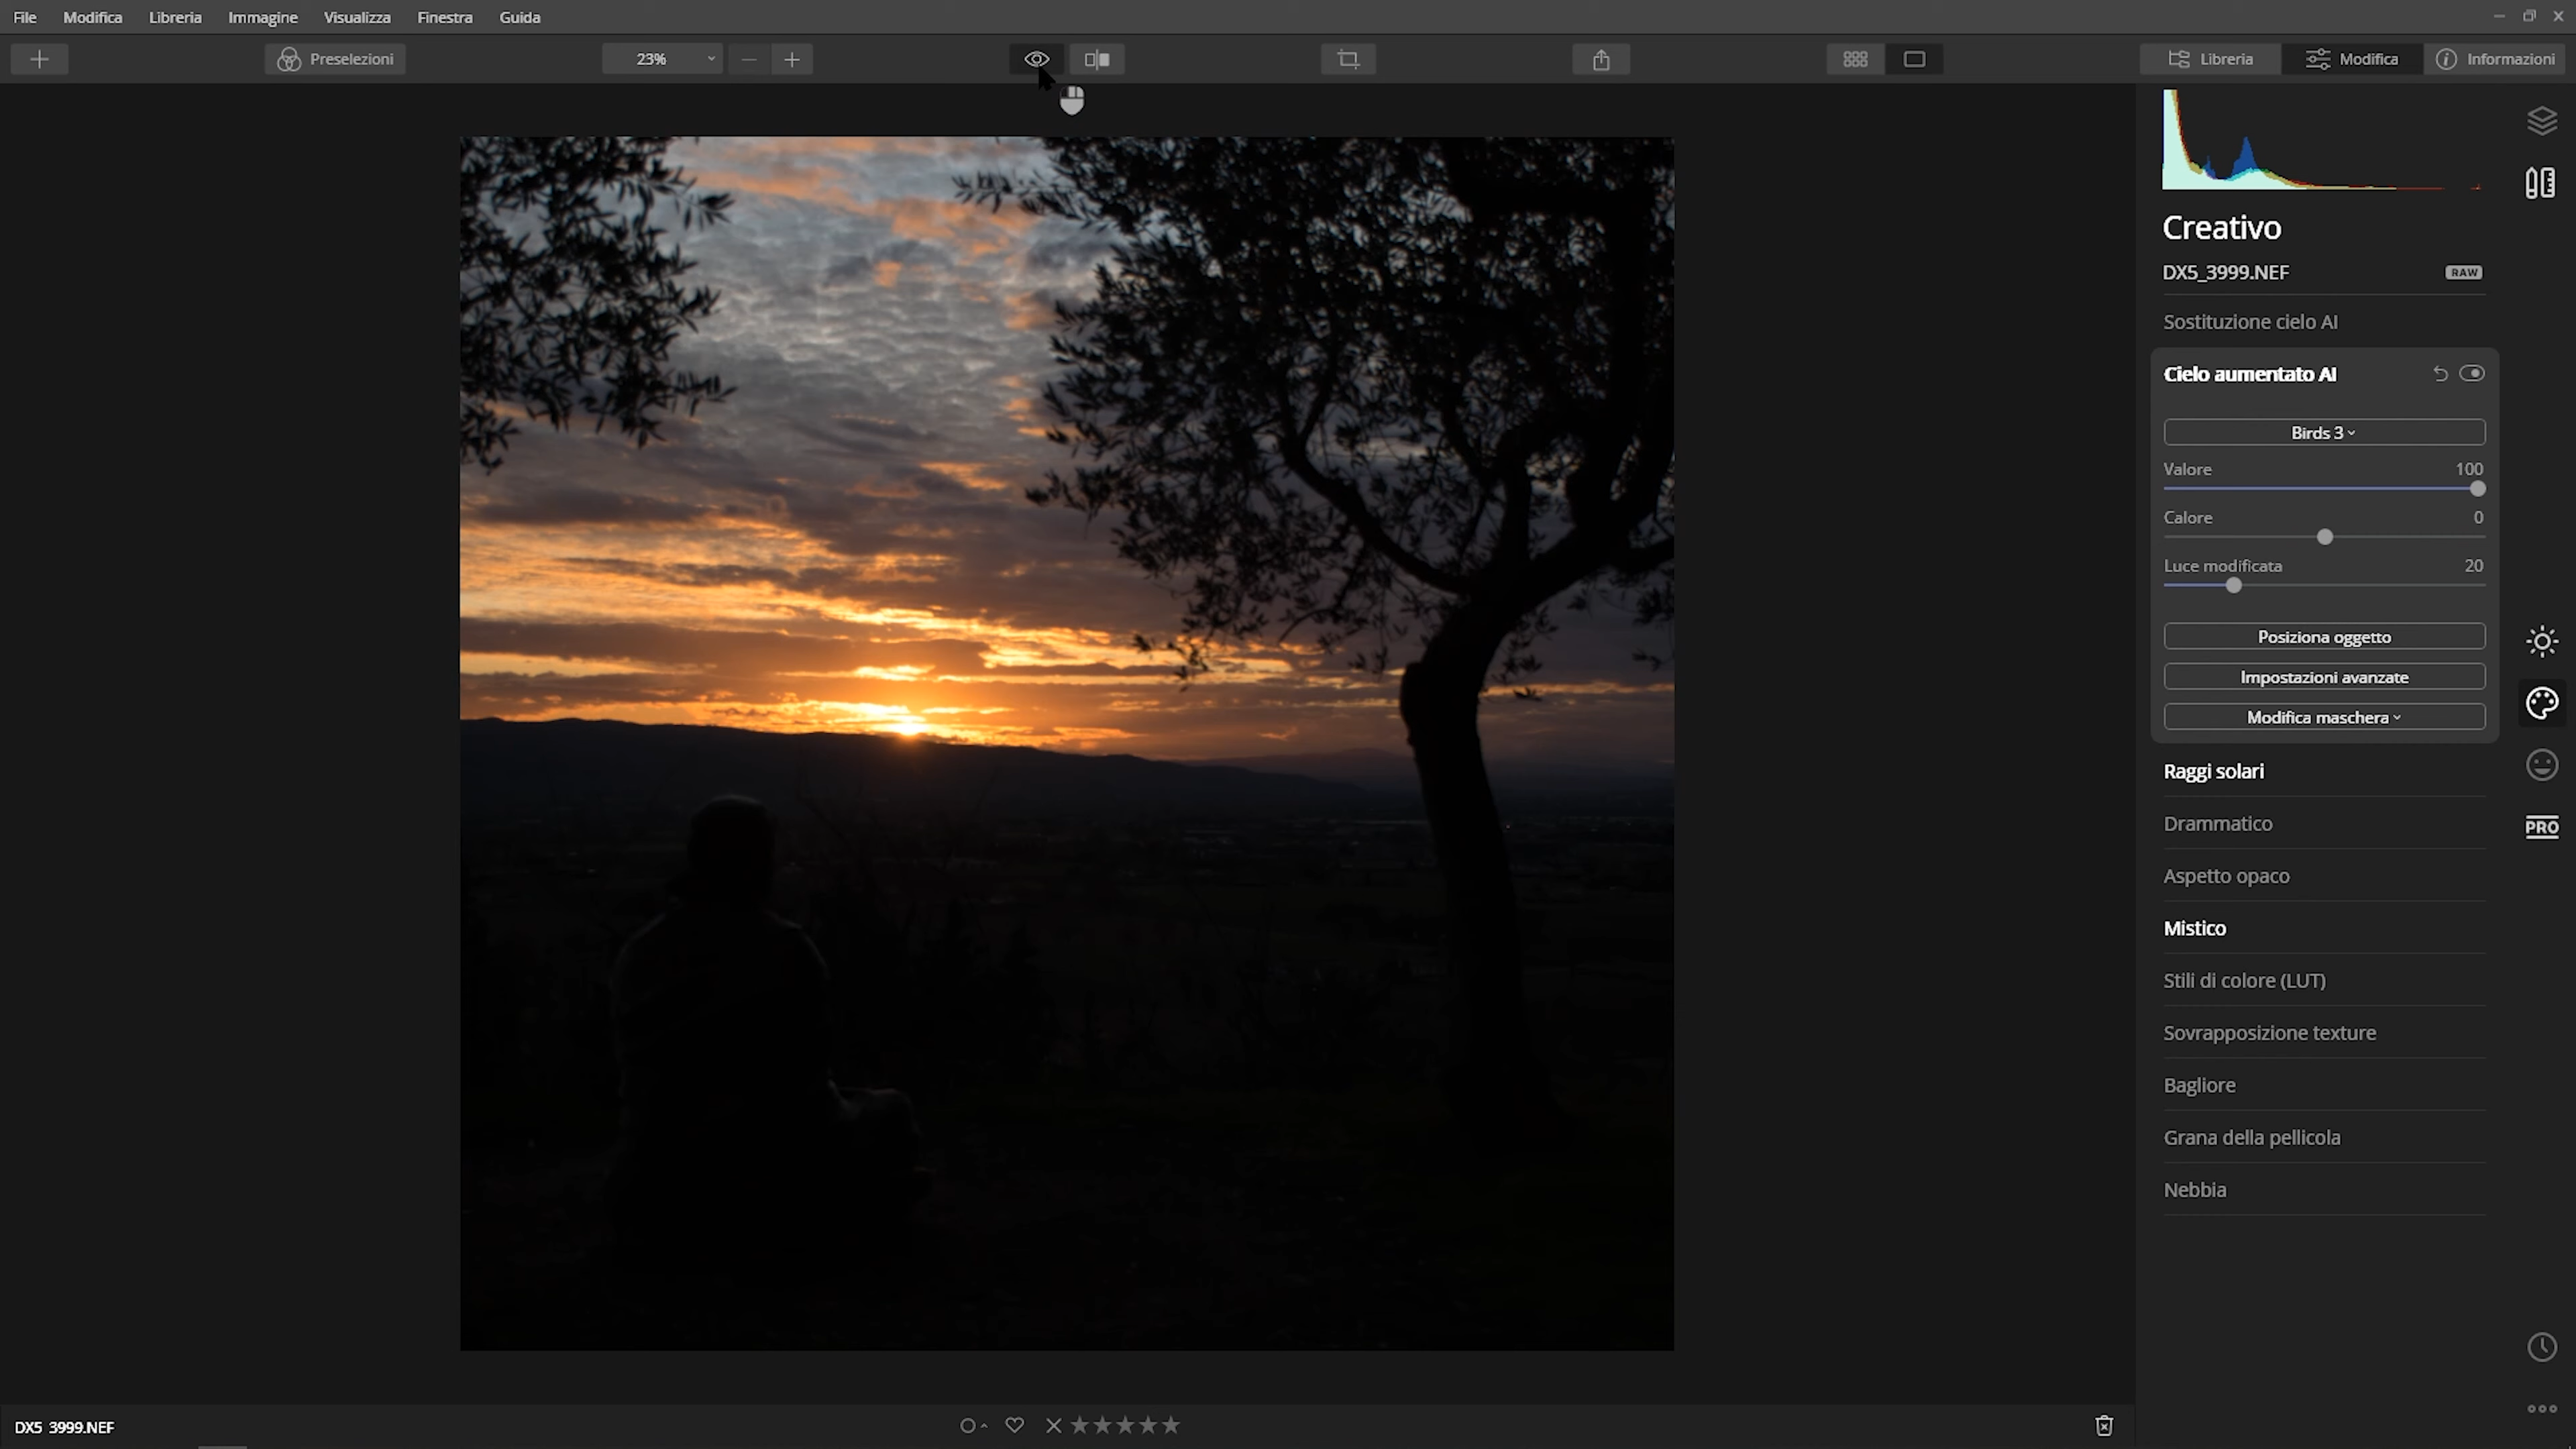 File Modifica Libreria Immagine Visualizza Finestra Guida
Preselezioni 23% Libreria Modifica Informazioni
Creativo
DX5_3999.NEF RAW
Sostituzione cielo AI
Cielo aumentato AI
Birds 3
Valore 100
Calore 0
Luce modificata 20
Posiziona oggetto
Impostazioni avanzate
Modifica maschera
Raggi solari
PRO
Drammatico
Aspetto opaco
Mistico
Stili di colore (LUT)
Sovrapposizione texture
Bagliore
Grana della pellicola
Nebbia
DX5_3999.NEF